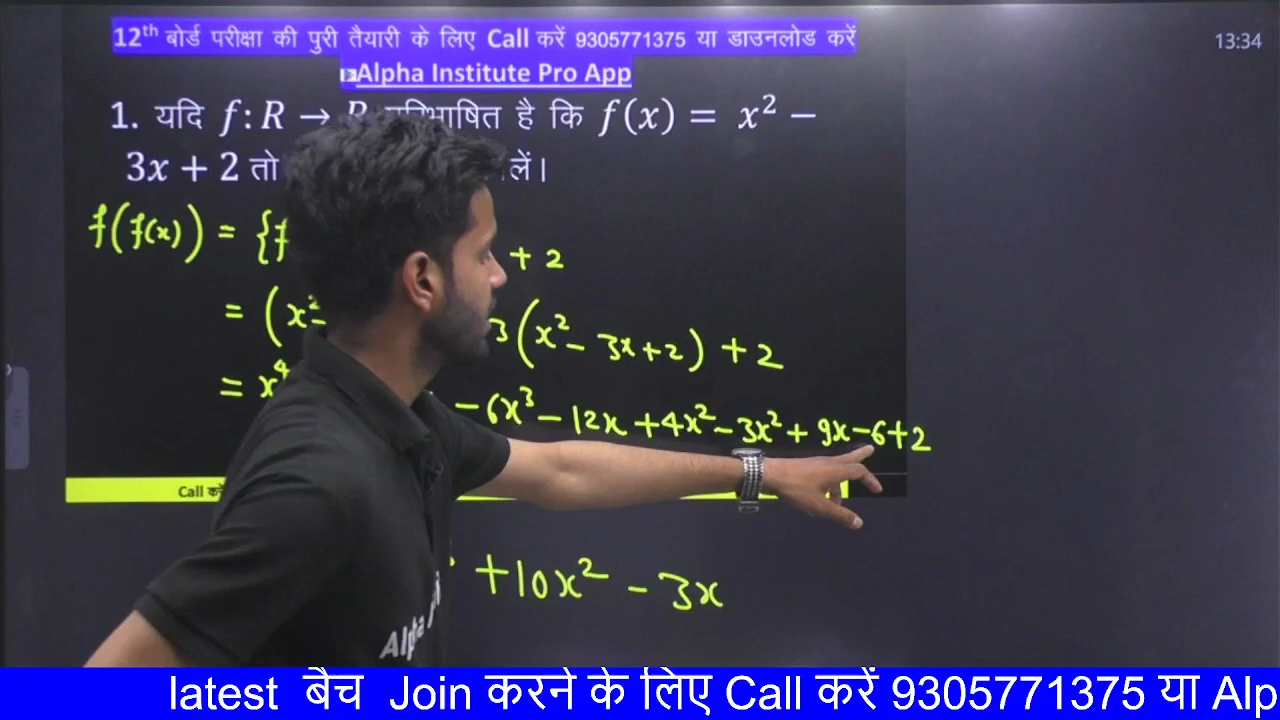 13:34
12th बोर्ड परीक्षा की पुरी तैयारी के लिए Call करें 9305771375 या डाउनलोड करें
Alpha Institute Pro App
1. यदि f: R → है कि f(x) = x² −
3x + 2 तो लें।
f(f(x)) = {f + 2
= (x² - 3(x² - 3x + 2) + 2
= x⁴ - 6x³ - 12x + 4x² - 3x² + 9x - 6 + 2
Call
+ 10x² - 3x
Alpha
latest बैच Join करने के लिए Call करें 9305771375 या Alp